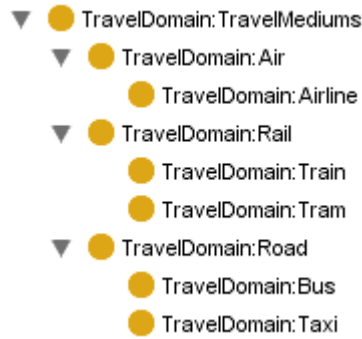 TravelDomain:TravelMediums
TravelDomain:Air
TravelDomain:Airline
TravelDomain:Rail
TravelDomain:Train
TravelDomain:Tram
TravelDomain:Road
TravelDomain:Bus
TravelDomain:Taxi